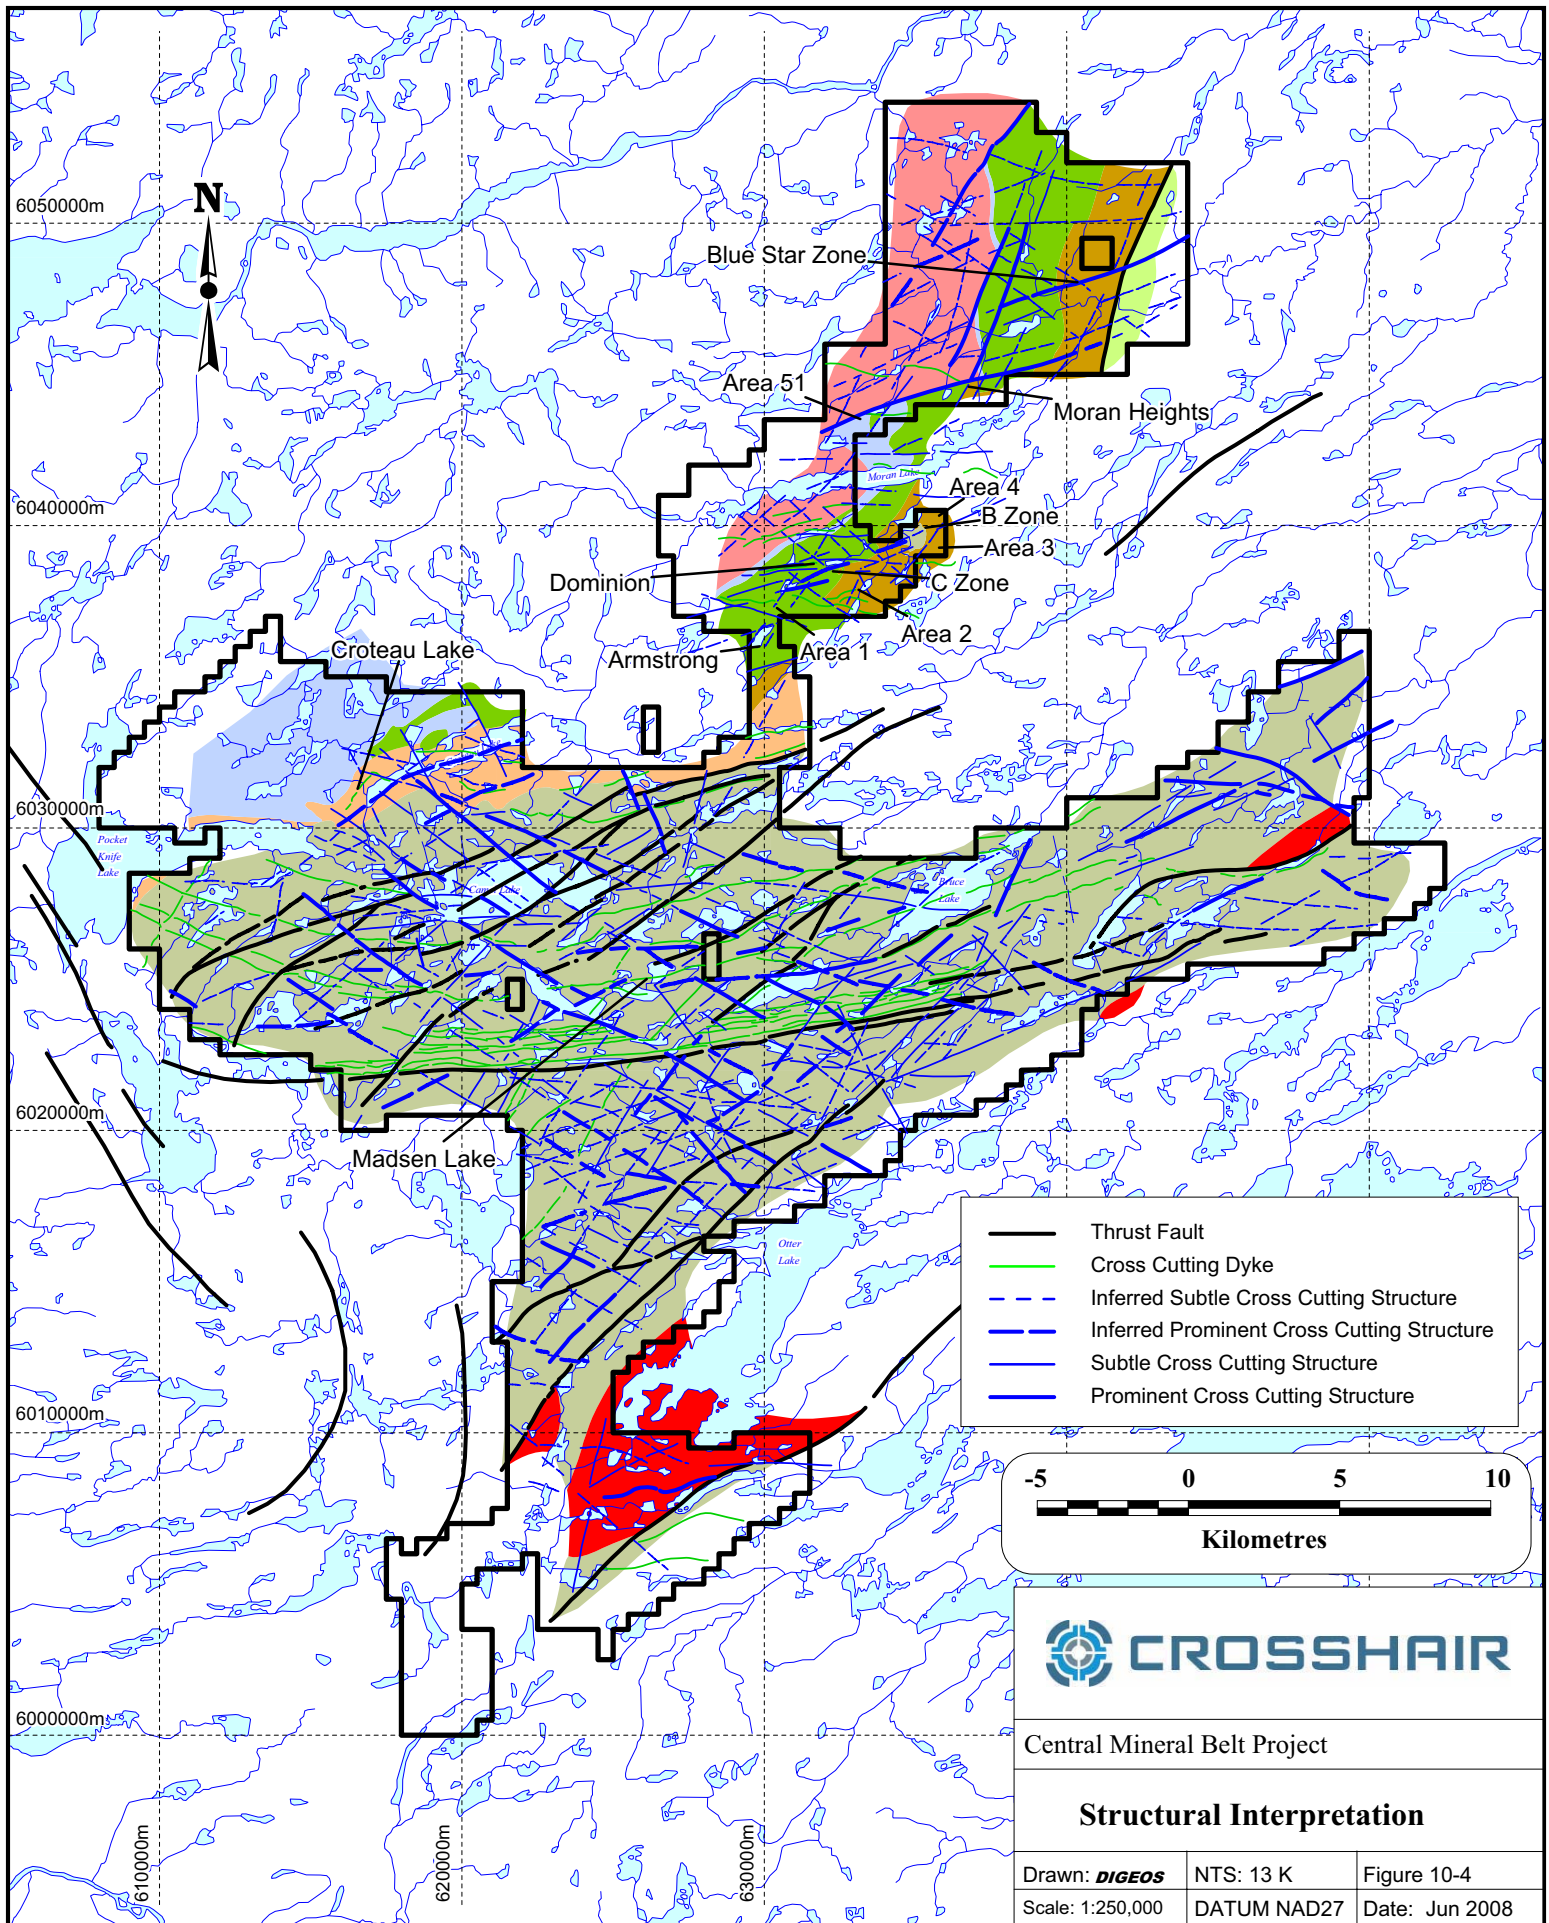 N
6050000m
Blue Star Zone
Area 51
Moran Heights
Moran Lake
Area 4
6040000m
B Zone
Area 3
Dominion
C Zone
Area 2
Croteau Lake
Armstrong
Area 1
6030000m
Pocket
Knife
Lake
Bruce
Lake
6020000m
Madsen Lake
Otter
Lake
Thrust Fault
Cross Cutting Dyke
Inferred Subtle Cross Cutting Structure
Inferred Prominent Cross Cutting Structure
Subtle Cross Cutting Structure
Prominent Cross Cutting Structure
6010000m
-5 0 5 10
Kilometres
CROSSHAIR
6000000m
Central Mineral Belt Project
Structural Interpretation
610000m
620000m
630000m
Drawn: DIGEOS NTS: 13 K Figure 10-4
Scale: 1:250,000 DATUM NAD27 Date: Jun 2008